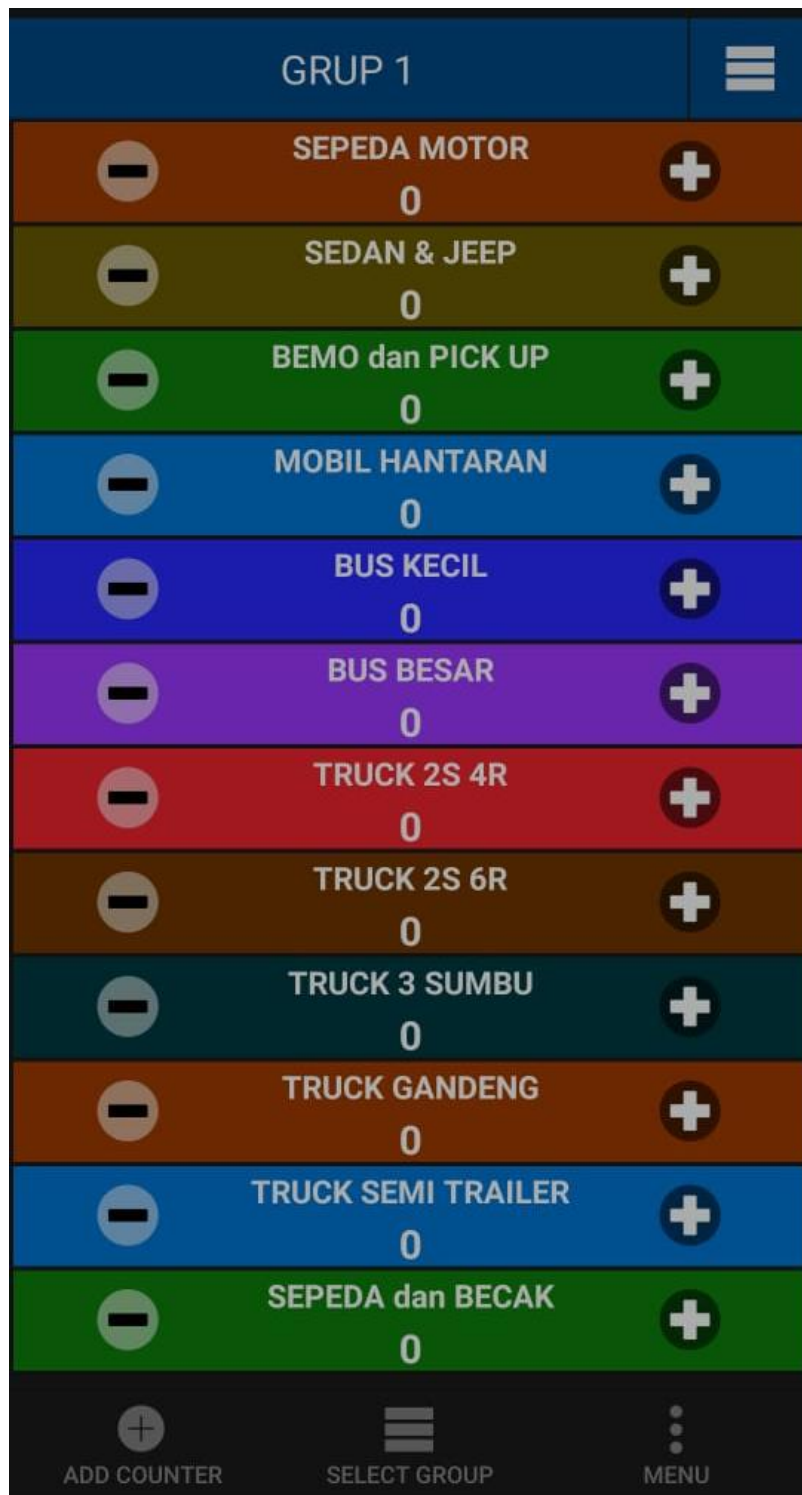 GRUP 1
SEPEDA MOTOR
0
SEDAN & JEEP
0
BEMO dan PICK UP
0
MOBIL HANTARAN
0
BUS KECIL
0
BUS BESAR
0
TRUCK 2S 4R
0
TRUCK 2S 6R
0
TRUCK 3 SUMBU
0
TRUCK GANDENG
0
TRUCK SEMI TRAILER
0
SEPEDA dan BECAK
0
ADD COUNTER SELECT GROUP MENU